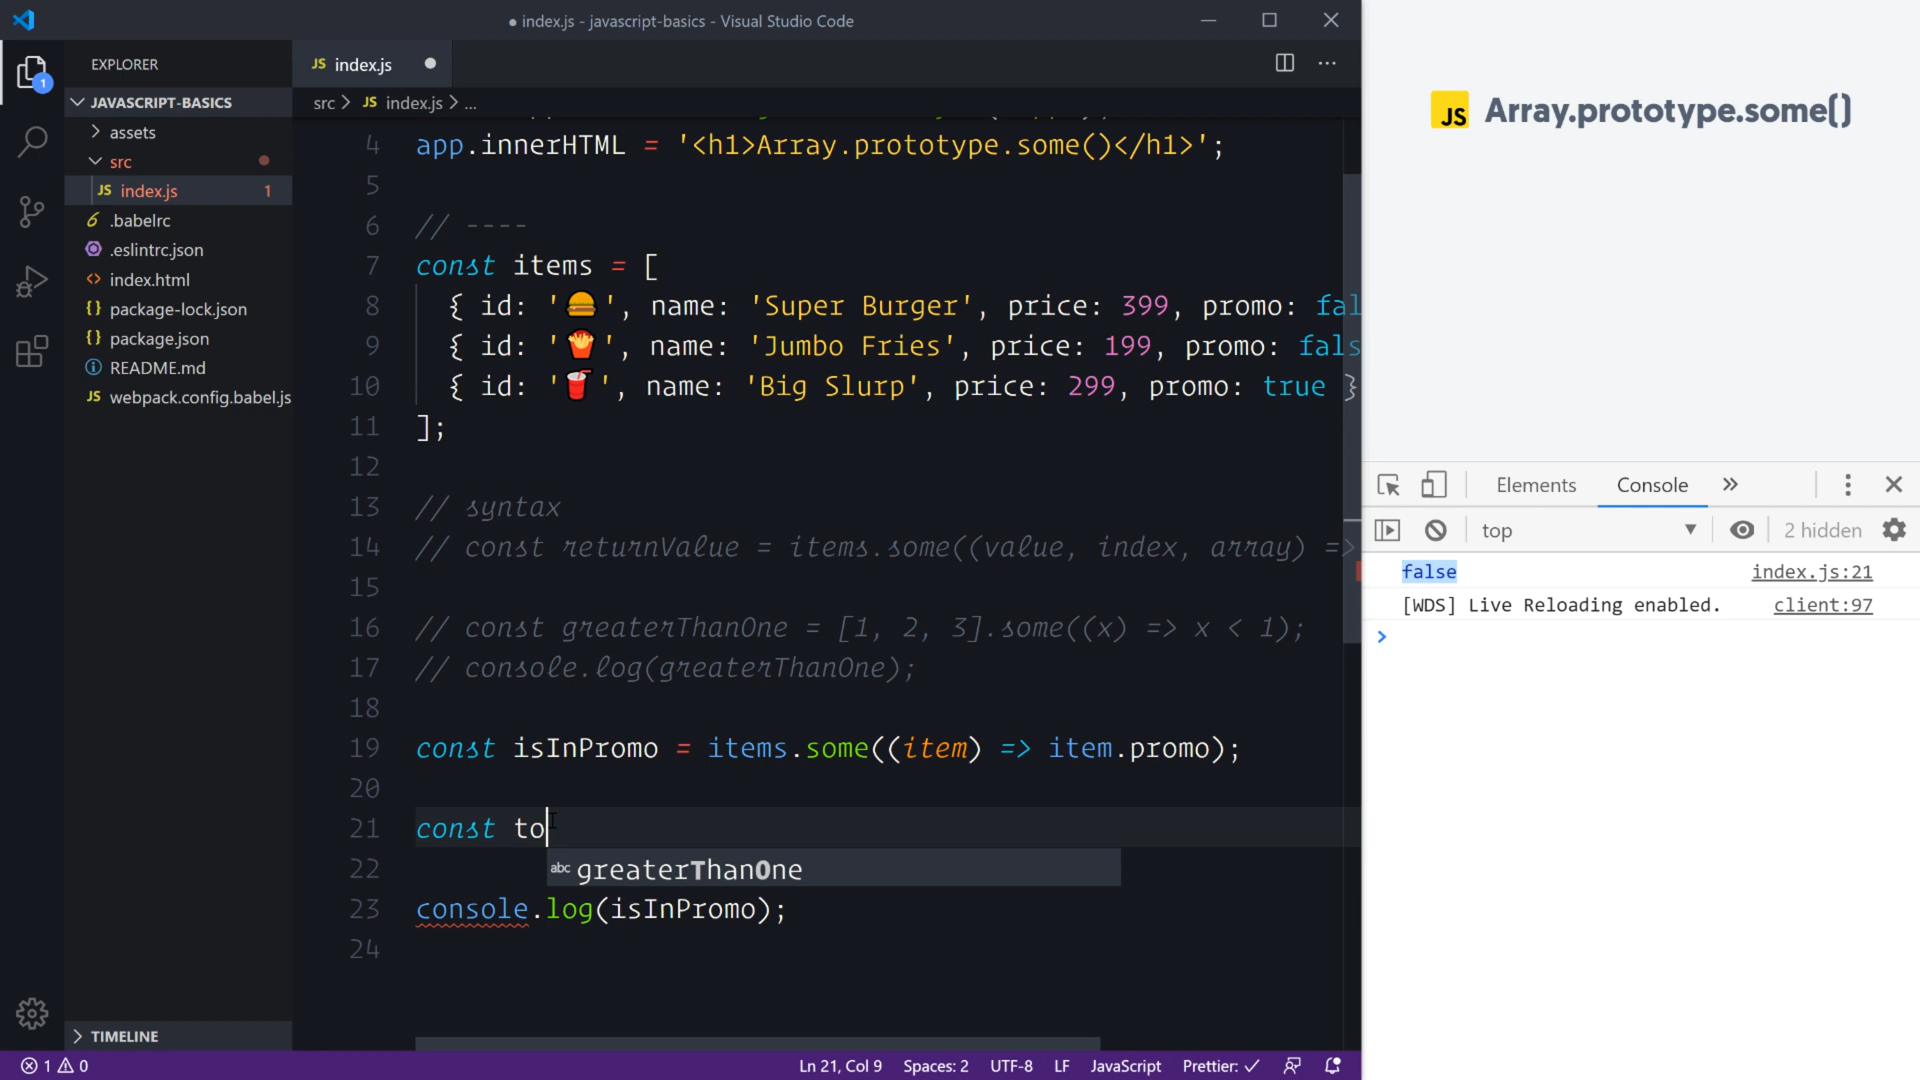 index.js - javascript-basics - Visual Studio Code
EXPLORER
JAVASCRIPT-BASICS
assets
src
JS index.js 1
.babelrc
.eslintrc.json
index.html
package-lock.json
package.json
README.md
JS webpack.config.babel.js
TIMELINE
JS index.js
src > JS index.js > ...
4 app.innerHTML = '<h1>Array.prototype.some()</h1>';
5
6 // ----
7 const items = [
8 { id: '🍔', name: 'Super Burger', price: 399, promo: fal
9 { id: '🍟', name: 'Jumbo Fries', price: 199, promo: fals
10 { id: '🥤', name: 'Big Slurp', price: 299, promo: true }
11 ];
12
13 // syntax
14 // const returnValue = items.some((value, index, array) =>
15
16 // const greaterThanOne = [1, 2, 3].some((x) => x < 1);
17 // console.log(greaterThanOne);
18
19 const isInPromo = items.some((item) => item.promo);
20
21 const to
22 abc greaterThanOne
23 console.log(isInPromo);
24
1 0 Ln 21, Col 9 Spaces: 2 UTF-8 LF JavaScript Prettier: ✓
JS Array.prototype.some()
Elements Console »
top 2 hidden
false index.js:21
[WDS] Live Reloading enabled. client:97
>